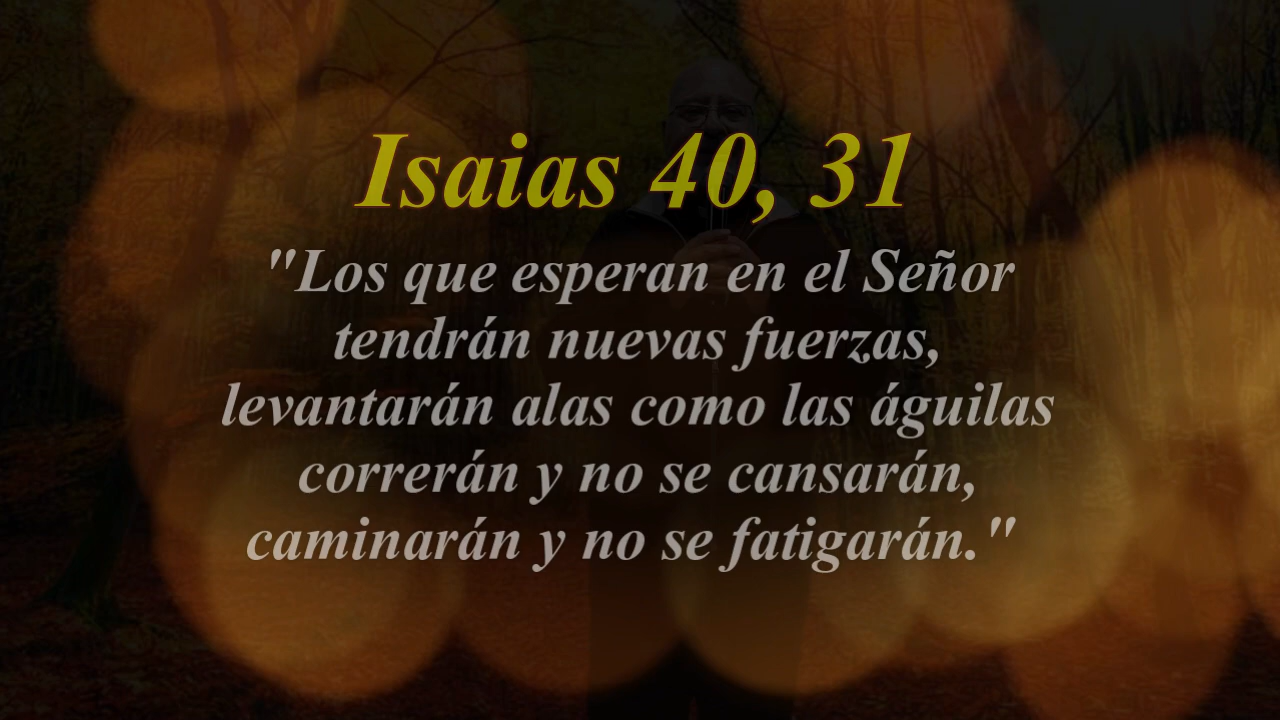 Isaias 40, 31
"Los que esperan en el Señor
tendrán nuevas fuerzas,
levantarán alas como las águilas
correrán y no se cansarán,
caminarán y no se fatigarán."